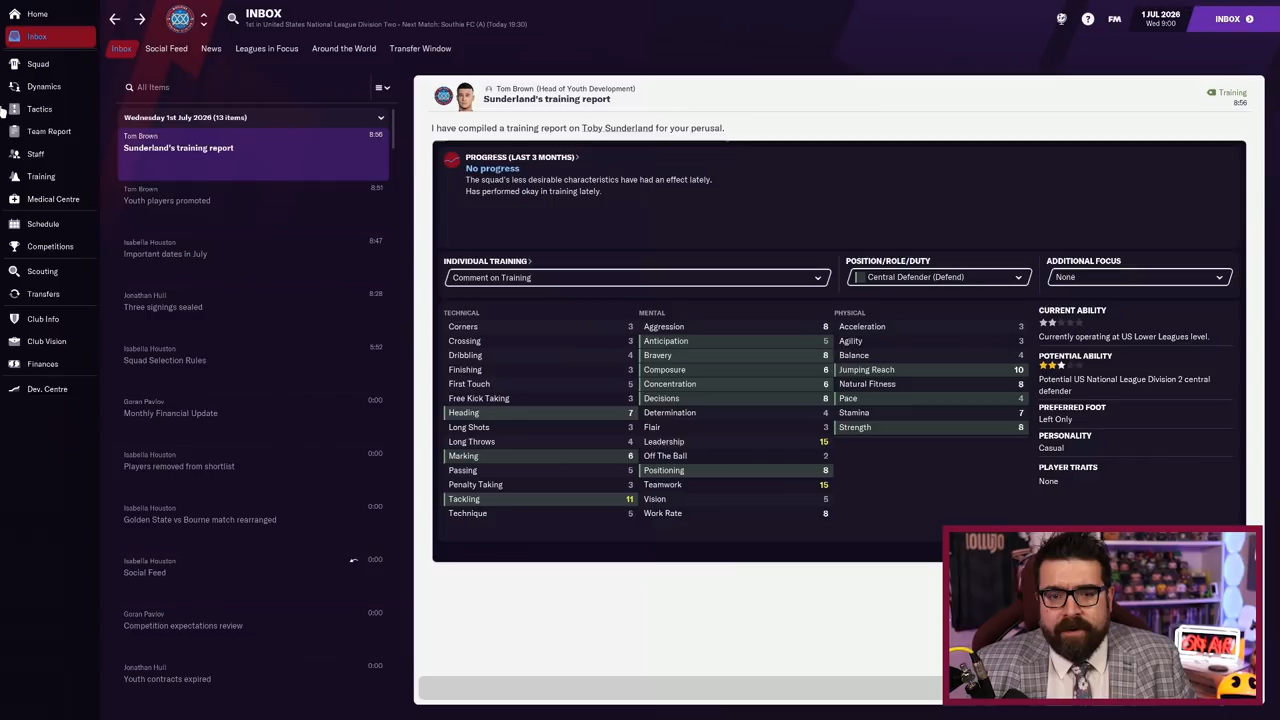 Home
Inbox
Squad
Dynamics
Tactics
Team Report
Staff
Training
Medical Centre
Schedule
Competitions
Scouting
Transfers
Club Info
Club Vision
Finances
Dev. Centre
INBOX
1st in United States National League Division Two - Next Match: Southie FC (A) (Today 19:30)
FM
1 JUL 2026
Wed 9:00
INBOX
Inbox Social Feed News Leagues in Focus Around the World Transfer Window
All Items
Wednesday 1st July 2026 (13 items)
Tom Brown 8:56
Sunderland's training report
Tom Brown 8:51
Youth players promoted
Isabella Houston 8:47
Important dates in July
Jonathan Hull 8:28
Three signings sealed
Isabella Houston 5:52
Squad Selection Rules
Goran Pavlov 0:00
Monthly Financial Update
Isabella Houston 0:00
Players removed from shortlist
Isabella Houston 0:00
Golden State vs Bourne match rearranged
Isabella Houston 0:00
Social Feed
Goran Pavlov 0:00
Competition expectations review
Jonathan Hull 0:00
Youth contracts expired
Tom Brown (Head of Youth Development)
Sunderland's training report
Training
8:56
I have compiled a training report on Toby Sunderland for your perusal.
PROGRESS (LAST 3 MONTHS)
No progress
The squad's less desirable characteristics have had an effect lately.
Has performed okay in training lately.
INDIVIDUAL TRAINING
Comment on Training
POSITION/ROLE/DUTY
Central Defender (Defend)
ADDITIONAL FOCUS
None
TECHNICAL
Corners 3
Crossing 3
Dribbling 4
Finishing 3
First Touch 5
Free Kick Taking 3
Heading 7
Long Shots 3
Long Throws 4
Marking 6
Passing 5
Penalty Taking 3
Tackling 11
Technique 5
MENTAL
Aggression 8
Anticipation 5
Bravery 8
Composure 6
Concentration 6
Decisions 8
Determination 4
Flair 3
Leadership 15
Off The Ball 2
Positioning 8
Teamwork 15
Vision 5
Work Rate 8
PHYSICAL
Acceleration 3
Agility 3
Balance 4
Jumping Reach 10
Natural Fitness 8
Pace 4
Stamina 7
Strength 8
CURRENT ABILITY
Currently operating at US Lower Leagues level.
POTENTIAL ABILITY
Potential US National League Division 2 central
defender
PREFERRED FOOT
Left Only
PERSONALITY
Casual
PLAYER TRAITS
None
ON AIR